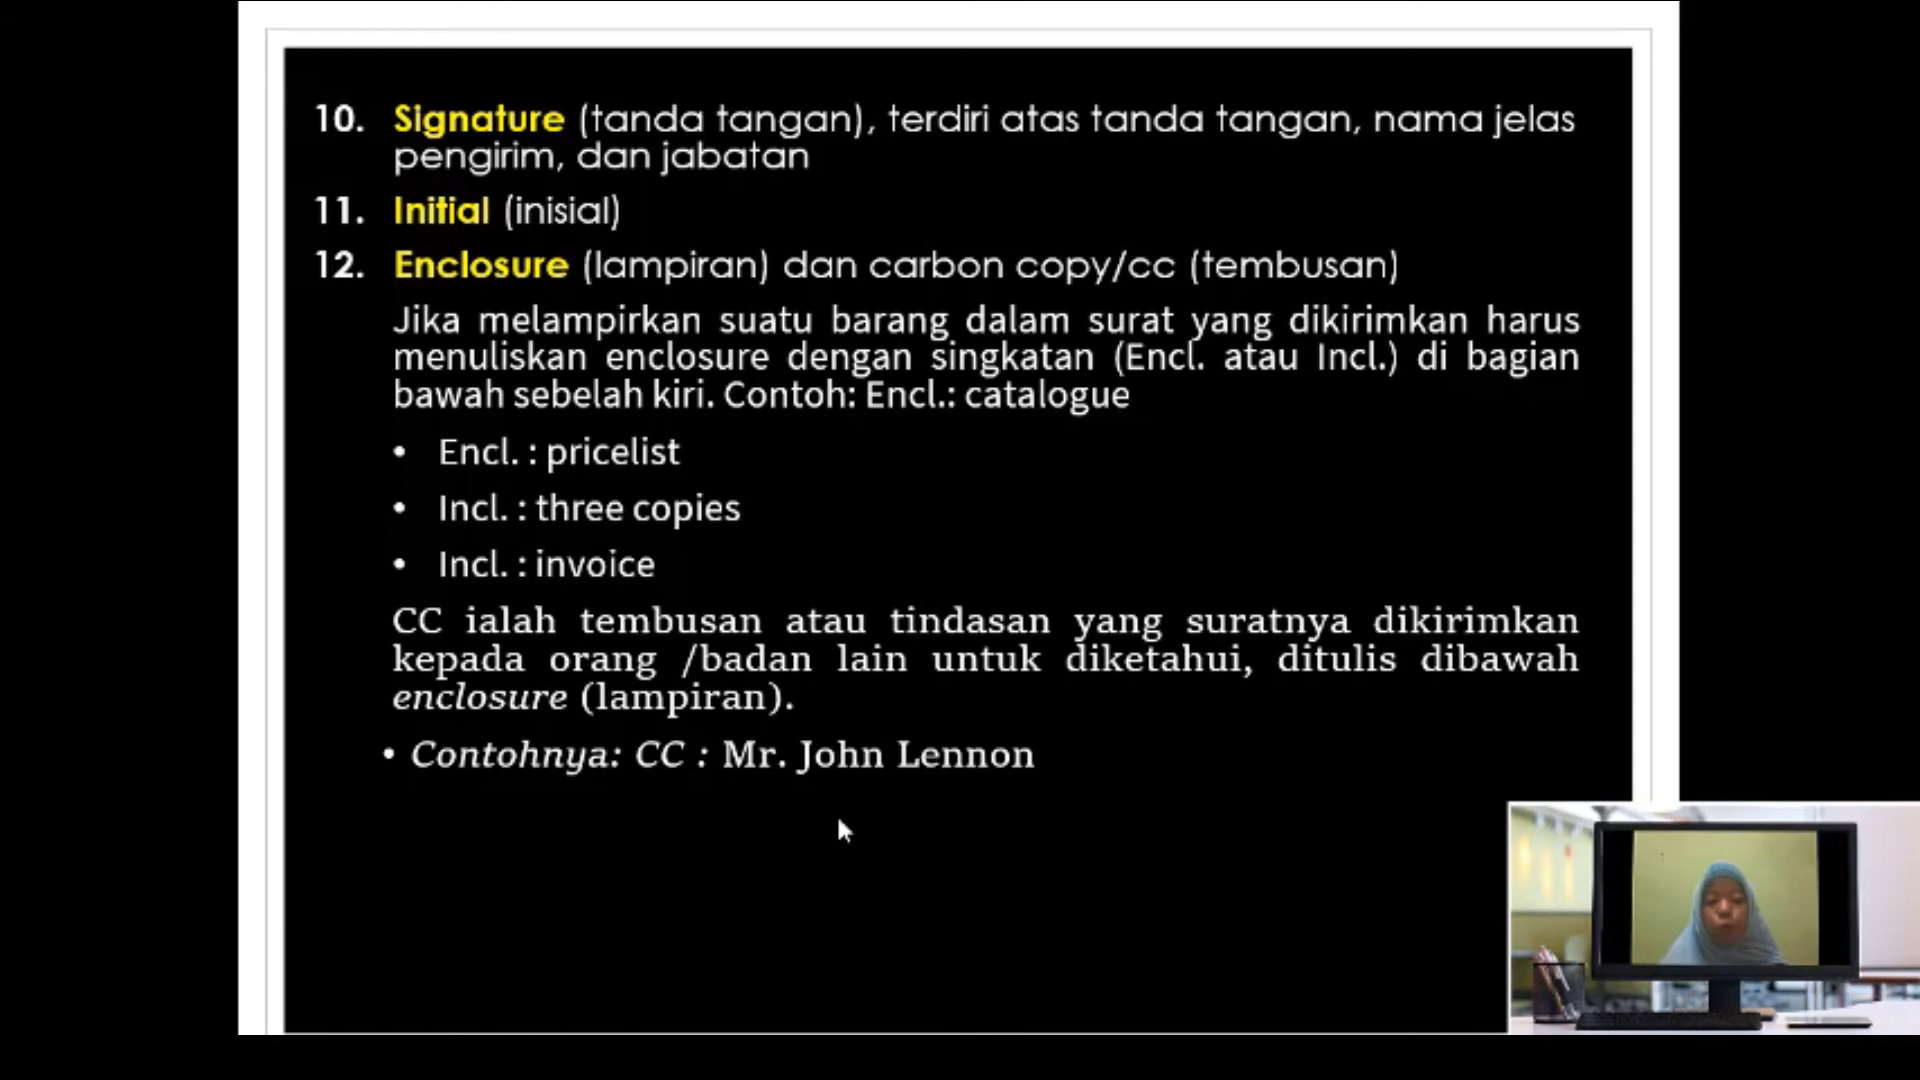 10. Signature (tanda tangan), terdiri atas tanda tangan, nama jelas
pengirim, dan jabatan
11. Initial (inisial)
12. Enclosure (lampiran) dan carbon copy/cc (tembusan)
Jika melampirkan suatu barang dalam surat yang dikirimkan harus
menuliskan enclosure dengan singkatan (Encl. atau Incl.) di bagian
bawah sebelah kiri. Contoh: Encl.: catalogue
• Encl. : pricelist
• Incl. : three copies
• Incl. : invoice
CC ialah tembusan atau tindasan yang suratnya dikirimkan
kepada orang /badan lain untuk diketahui, ditulis dibawah
enclosure (lampiran).
• Contohnya: CC : Mr. John Lennon